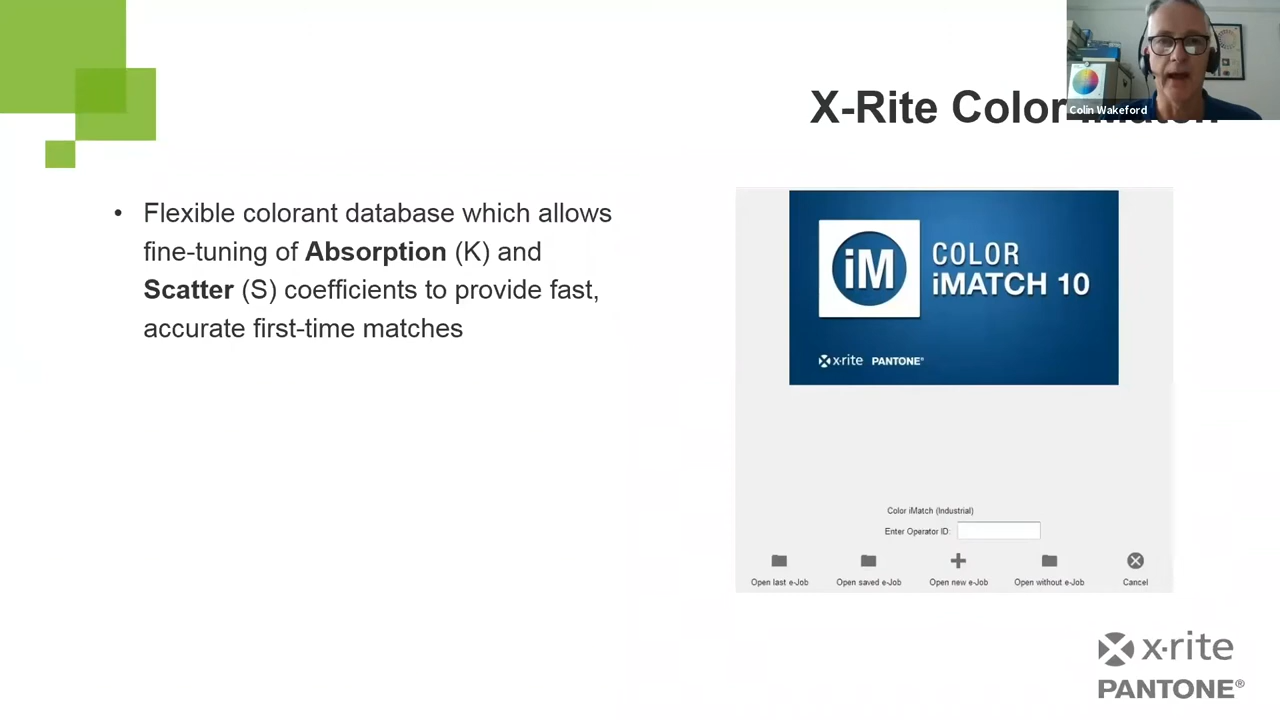 X-Rite Color iMatch
Colin Wakeford
• Flexible colorant database which allows
fine-tuning of Absorption (K) and
Scatter (S) coefficients to provide fast,
accurate first-time matches
iM
COLOR
iMATCH 10
x·rite PANTONE®
Color iMatch (Industrial)
Enter Operator ID:
Open last e-Job
Open saved e-Job
Open new e-Job
Open without e-Job
Cancel
x·rite
PANTONE®